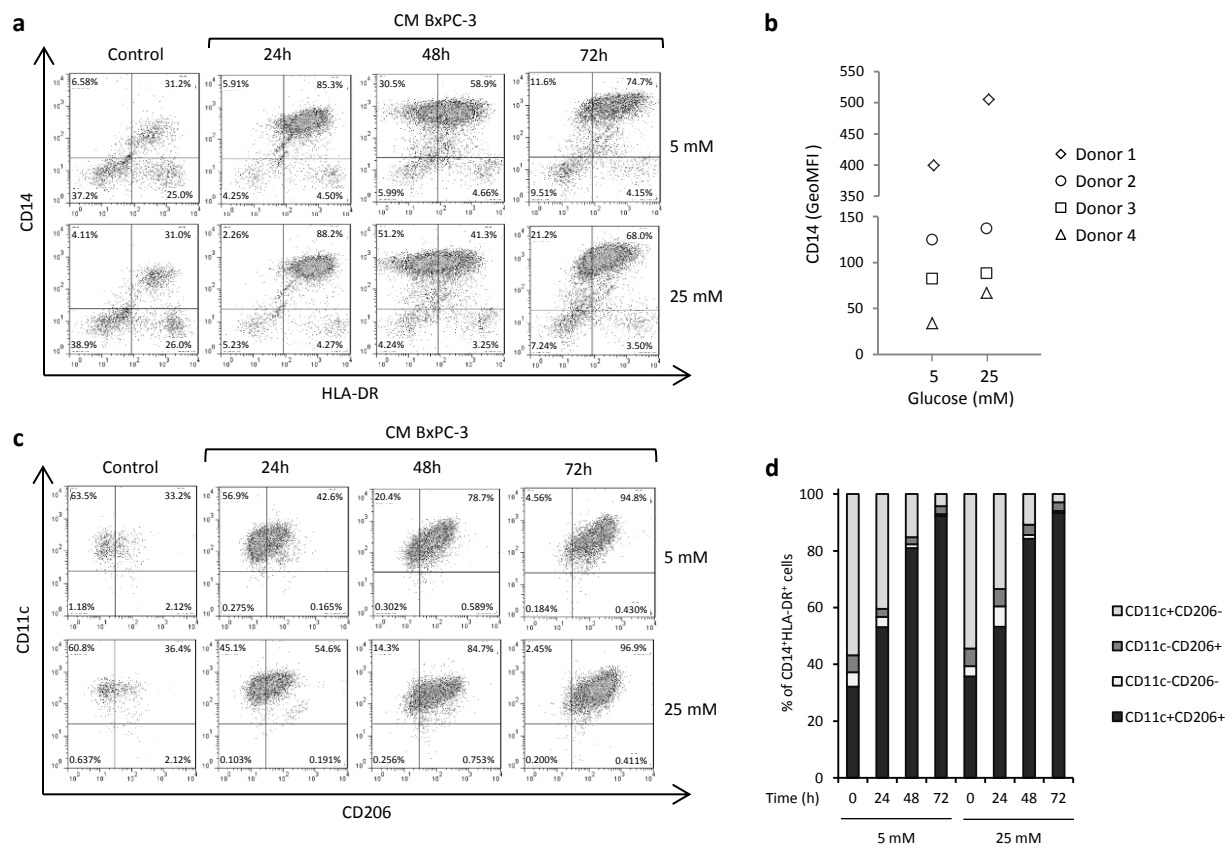 a
CM BxPC-3
Control 24h 48h 72h
6.58% 31.2% 5.91% 85.3% 30.5% 58.9% 11.6% 74.7%
37.2% 25.0% 4.25% 4.50% 5.99% 4.66% 9.51% 4.15%
5 mM
4.11% 31.0% 2.26% 88.2% 51.2% 41.3% 21.2% 68.0%
38.9% 26.0% 5.23% 4.27% 4.24% 3.25% 7.24% 3.50%
25 mM
CD14
HLA-DR
b
550
500
450
400
350
150
100
50
0
CD14 (GeoMFI)
5 25
Glucose (mM)
Donor 1
Donor 2
Donor 3
Donor 4
c
CM BxPC-3
Control 24h 48h 72h
63.5% 33.2% 56.9% 42.6% 20.4% 78.7% 4.56% 94.8%
1.18% 2.12% 0.275% 0.165% 0.302% 0.589% 0.184% 0.430%
5 mM
60.8% 36.4% 45.1% 54.6% 14.3% 84.7% 2.45% 96.9%
0.637% 2.12% 0.103% 0.191% 0.256% 0.753% 0.200% 0.411%
25 mM
CD11c
CD206
d
100
80
60
40
20
0
% of CD14+HLA-DR+ cells
Time (h) 0 24 48 72 0 24 48 72
5 mM 25 mM
CD11c+CD206-
CD11c-CD206+
CD11c-CD206-
CD11c+CD206+